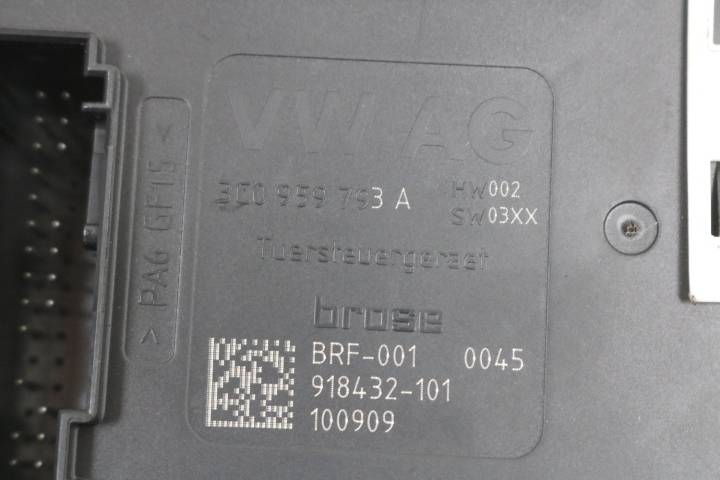 VW AG
3C0 959 793 A HW002
SW03XX
Tuersteuergeraet
brose
BRF-001 0045
918432-101
100909
> PA6 GF15 <